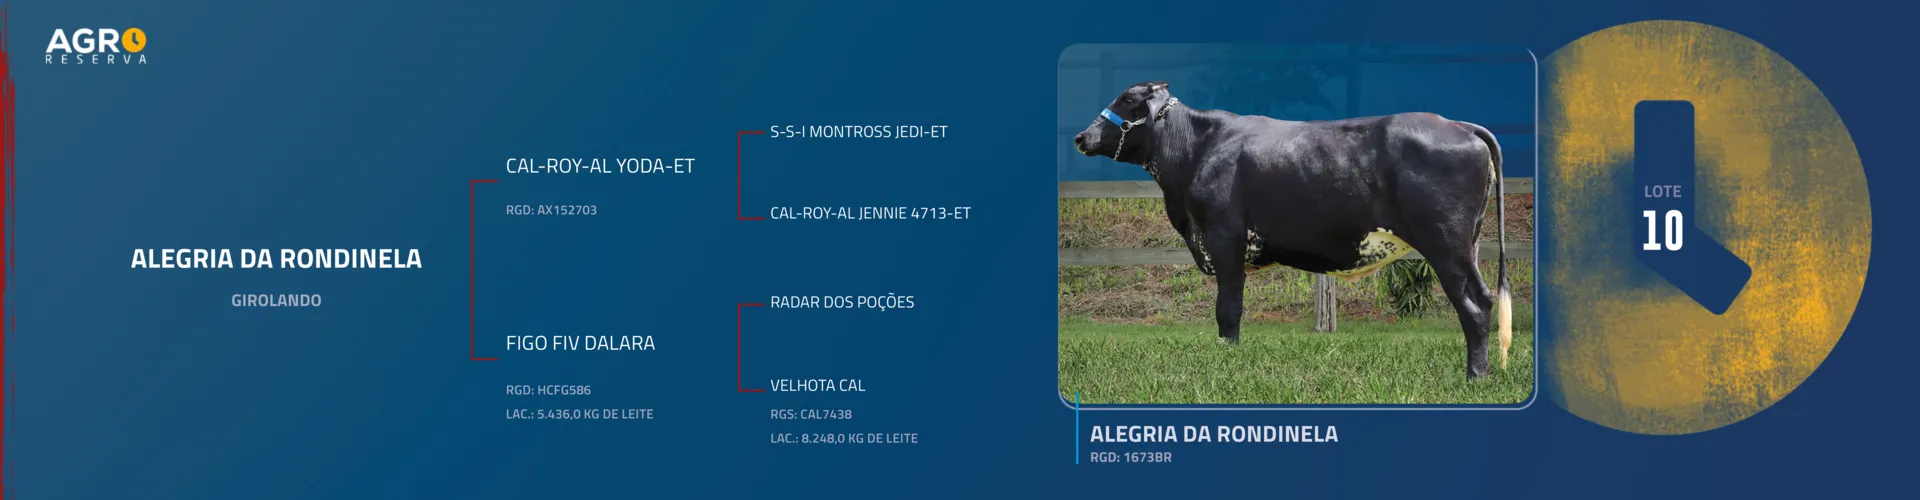 AGRO
RESERVA
ALEGRIA DA RONDINELA
GIROLANDO
CAL-ROY-AL YODA-ET
RGD: AX152703
FIGO FIV DALARA
RGD: HCFG586
LAC.: 5.436,0 KG DE LEITE
S-S-I MONTROSS JEDI-ET
CAL-ROY-AL JENNIE 4713-ET
RADAR DOS POÇÕES
VELHOTA CAL
RGS: CAL7438
LAC.: 8.248,0 KG DE LEITE
ALEGRIA DA RONDINELA
RGD: 1673BR
LOTE
10